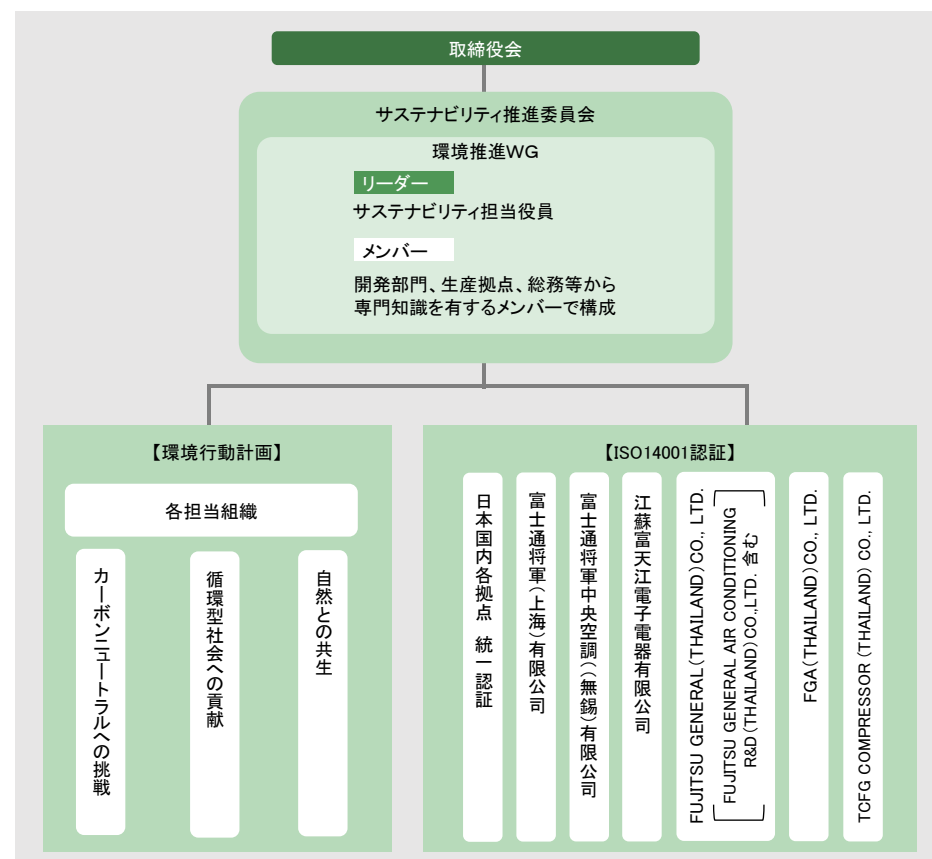 取締役会
サステナビリティ推進委員会
環境推進WG
リーダー
サステナビリティ担当役員
メンバー
開発部門、生産拠点、総務等から
専門知識を有するメンバーで構成
【環境行動計画】
各担当組織
カーボンニュートラルへの挑戦
循環型社会への貢献
自然との共生
【ISO14001認証】
日本国内各拠点 統一認証
富士通将軍(上海)有限公司
富士通将軍中央空調(無錫)有限公司
江蘇富天江電子電器有限公司
FUJITSU GENERAL(THAILAND)CO., LTD.
FUJITSU GENERAL AIR CONDITIONING
R&D(THAILAND)CO.,LTD. 含む
FGA(THAILAND)CO., LTD.
TCFG COMPRESSOR(THAILAND) CO., LTD.